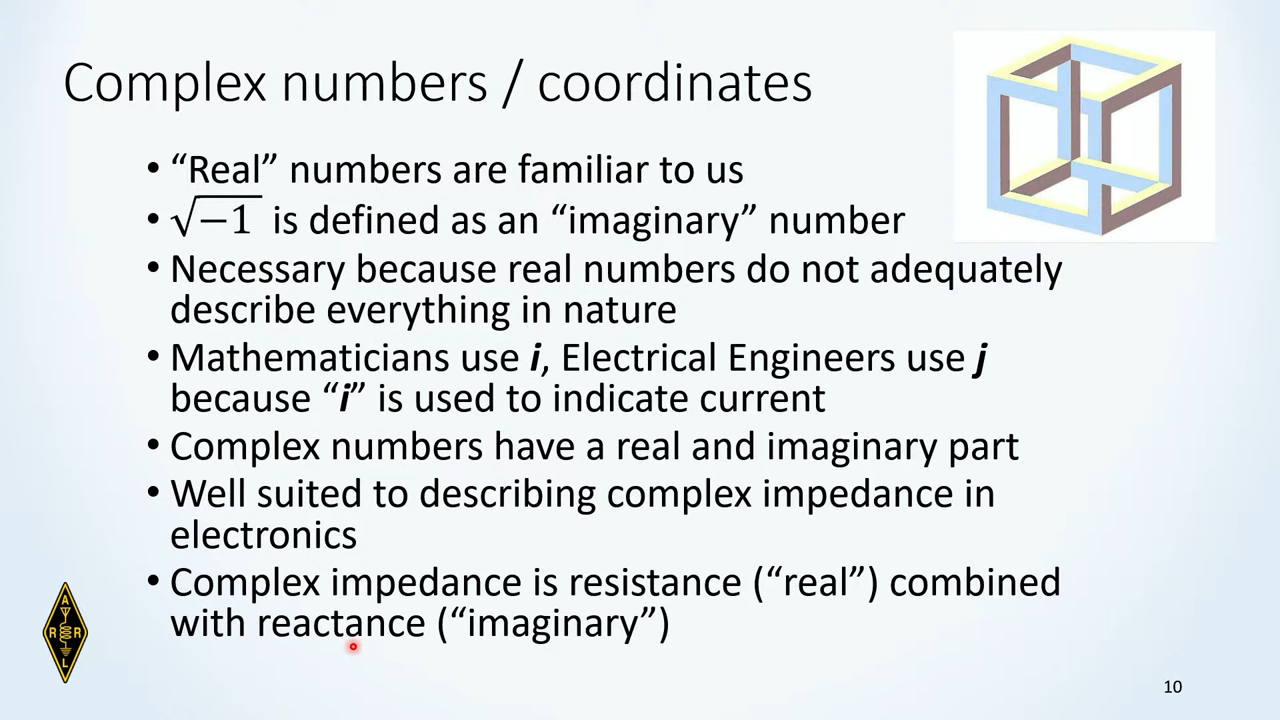 Complex numbers / coordinates
• “Real” numbers are familiar to us
• √−1 is defined as an “imaginary” number
• Necessary because real numbers do not adequately
describe everything in nature
• Mathematicians use i, Electrical Engineers use j
because “i” is used to indicate current
• Complex numbers have a real and imaginary part
• Well suited to describing complex impedance in
electronics
• Complex impedance is resistance (“real”) combined
with reactance (“imaginary”)
A
R R
L
10